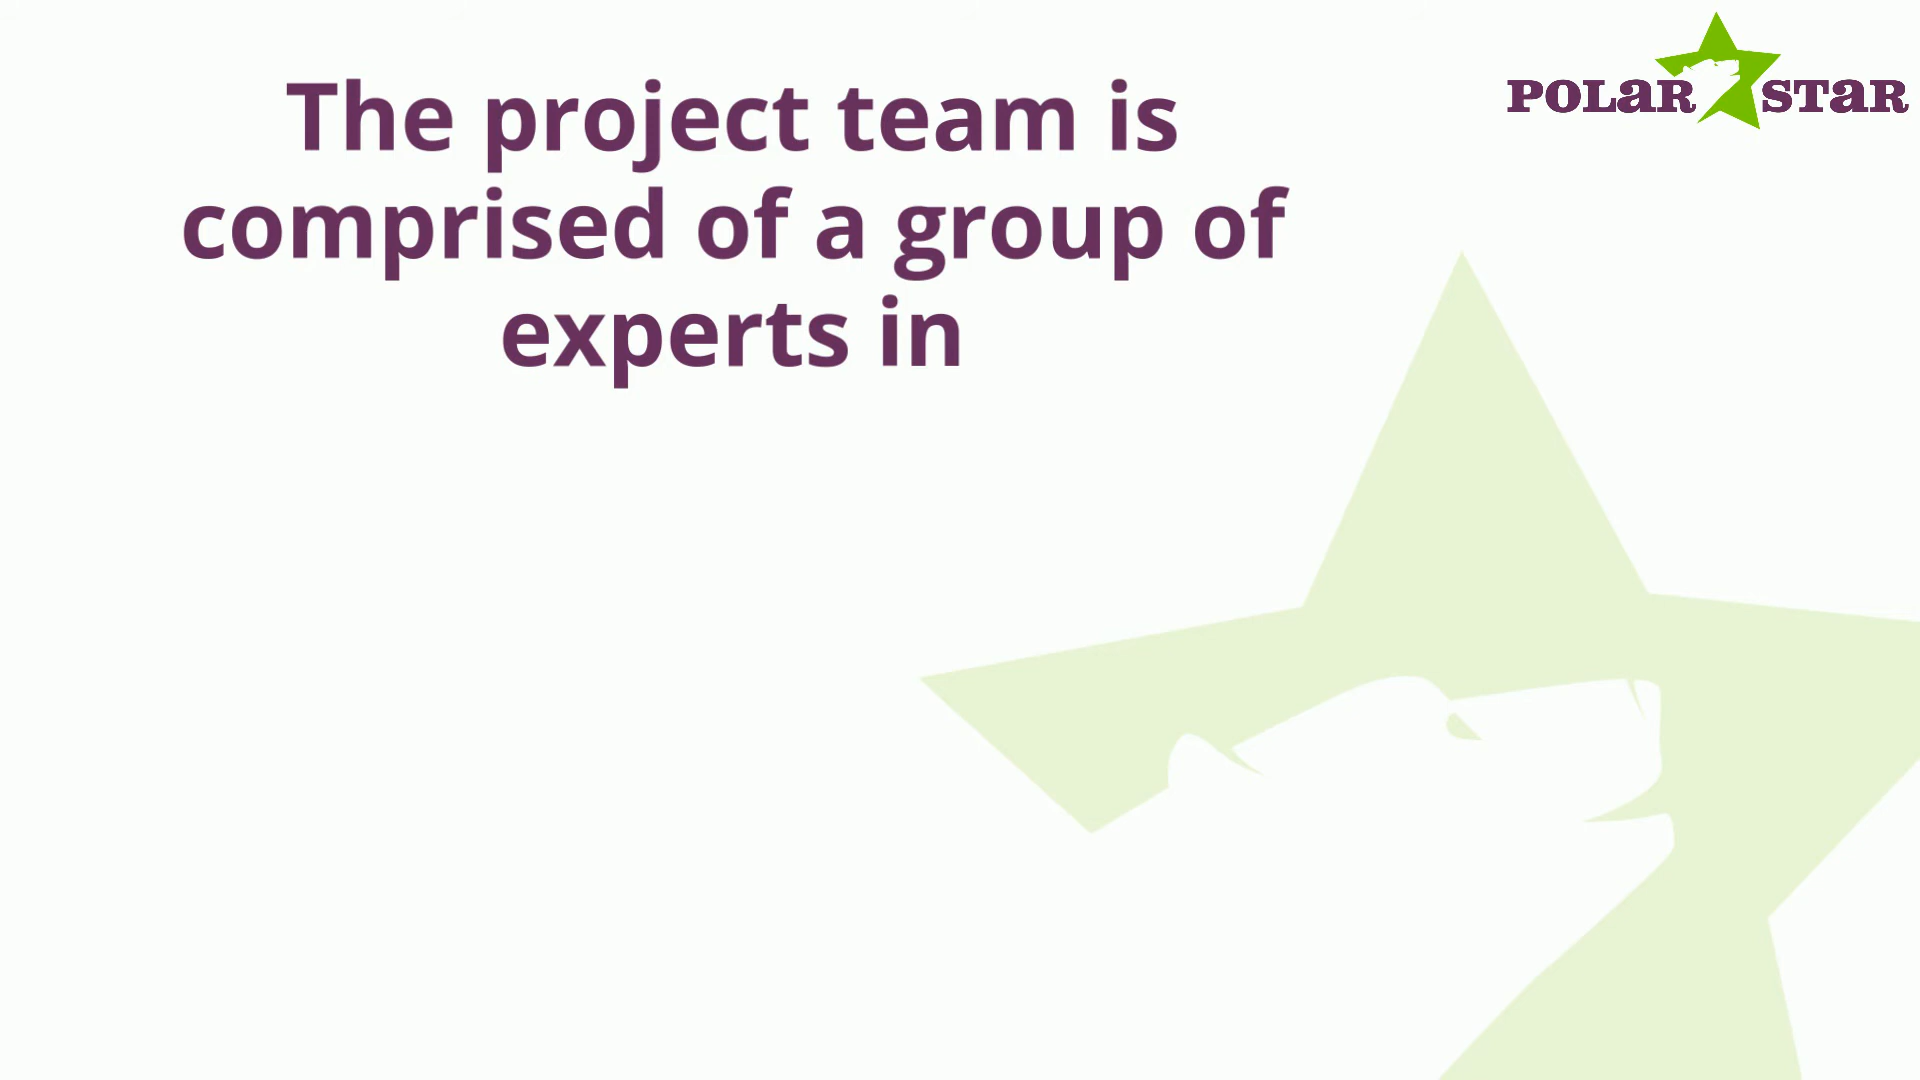 POLAR STAR
The project team is
comprised of a group of
experts in